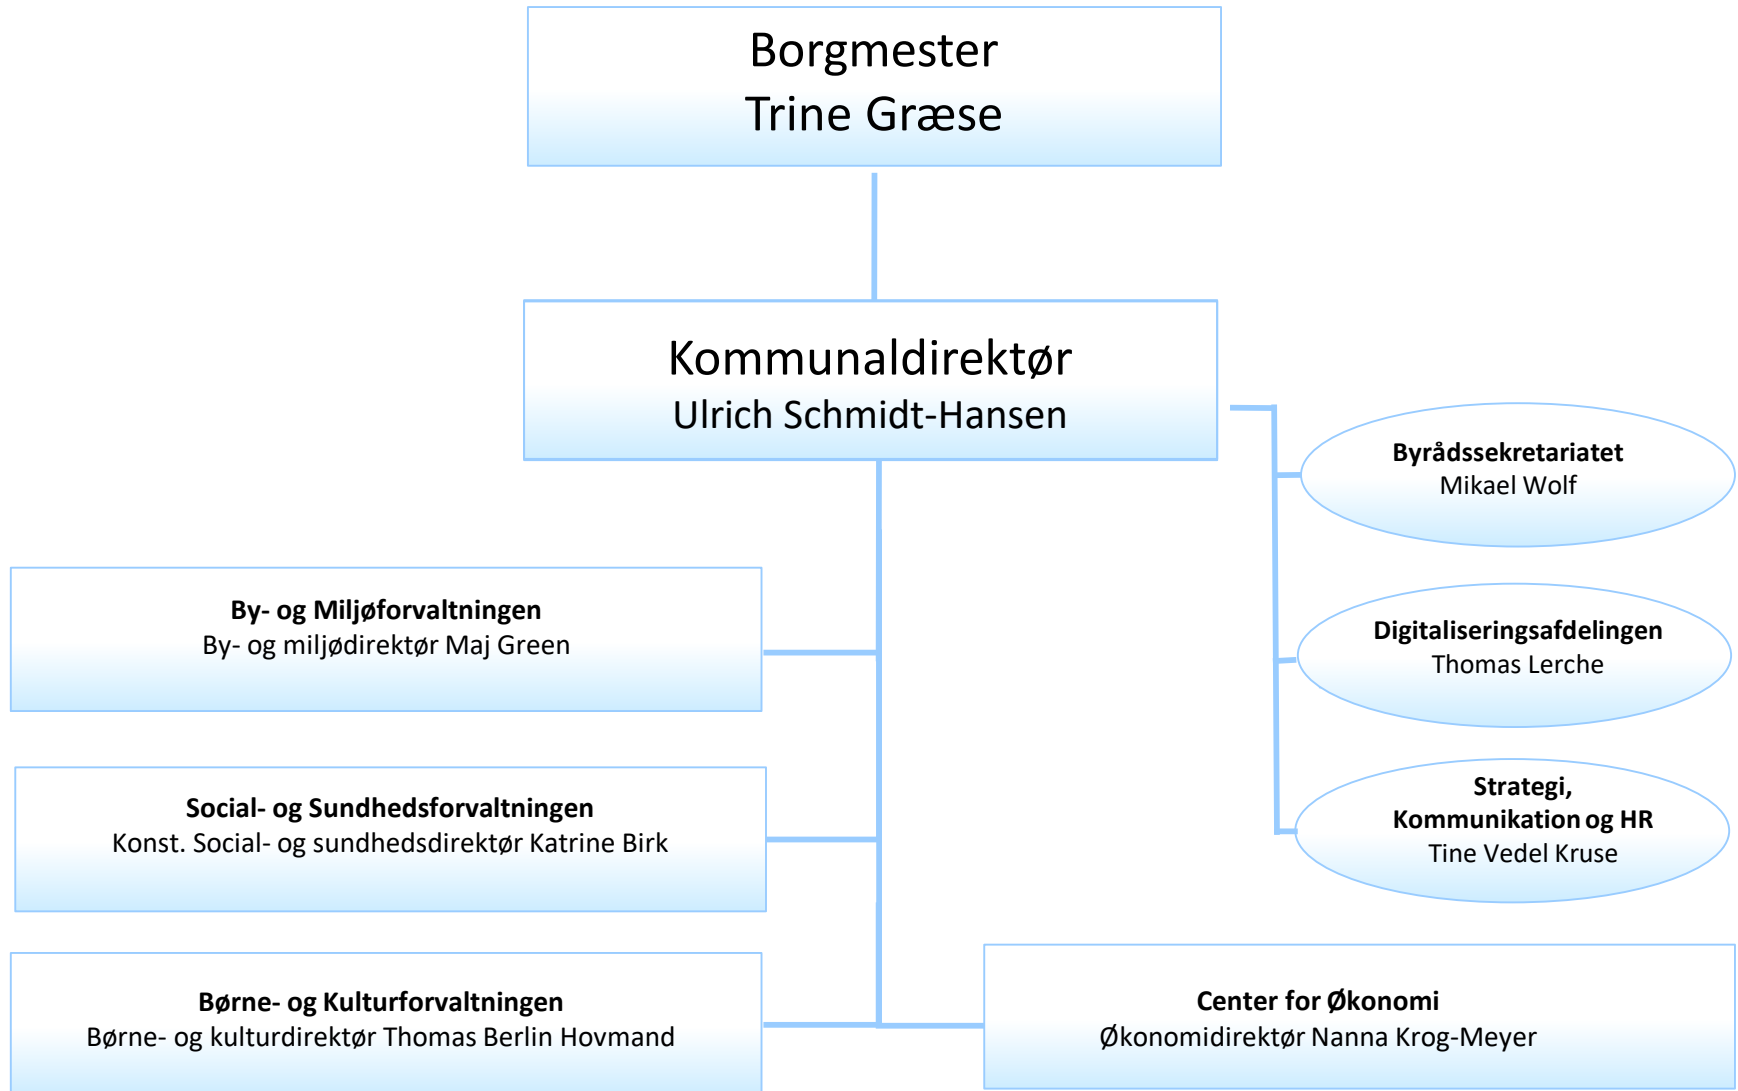 Borgmester
Trine Græse
Kommunaldirektør
Ulrich Schmidt-Hansen
Byrådssekretariatet
Mikael Wolf
Digitaliseringsafdelingen
Thomas Lerche
Strategi,
Kommunikation og HR
Tine Vedel Kruse
By- og Miljøforvaltningen
By- og miljødirektør Maj Green
Social- og Sundhedsforvaltningen
Konst. Social- og sundhedsdirektør Katrine Birk
Børne- og Kulturforvaltningen
Børne- og kulturdirektør Thomas Berlin Hovmand
Center for Økonomi
Økonomidirektør Nanna Krog-Meyer